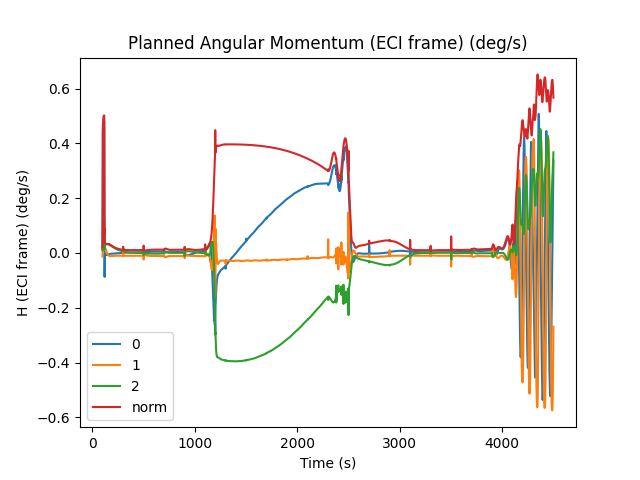 Planned Angular Momentum (ECI frame) (deg/s)
H (ECI frame) (deg/s)
0.6
0.4
0.2
0.0
−0.2
−0.4
−0.6
0
1
2
norm
0 1000 2000 3000 4000
Time (s)